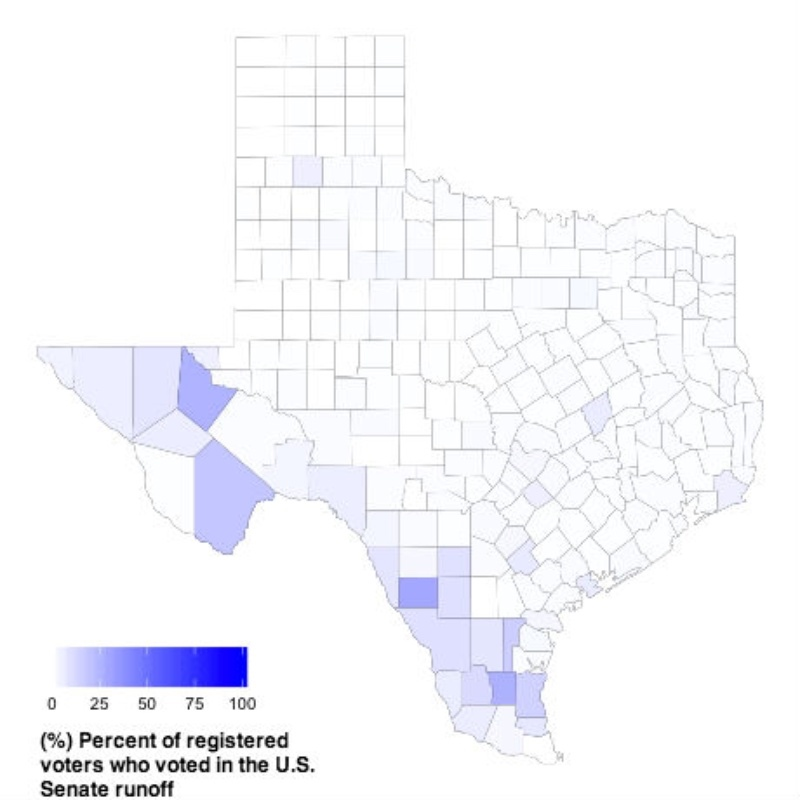 0 25 50 75 100
(%) Percent of registered
voters who voted in the U.S.
Senate runoff